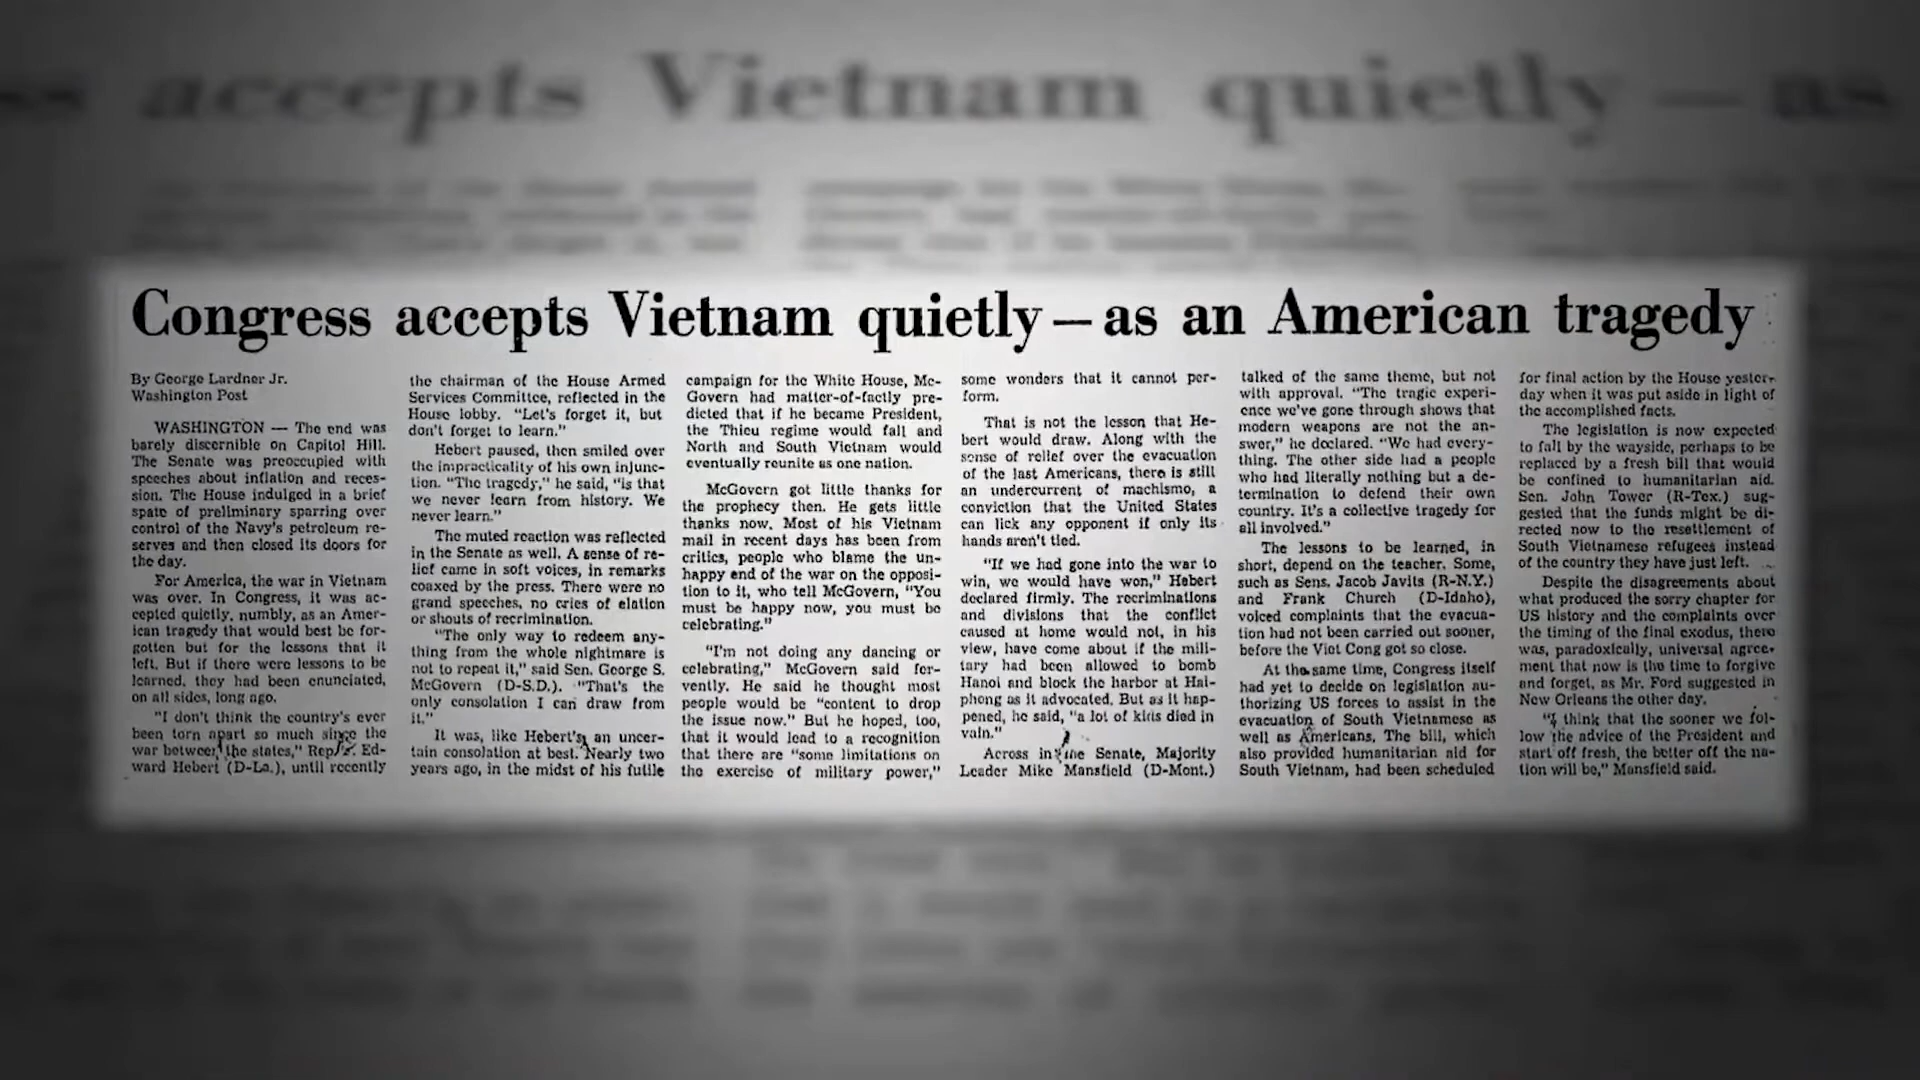 ss accepts Vietnam quietly — as
Congress accepts Vietnam quietly — as an American tragedy
By George Lardner Jr.
Washington Post
WASHINGTON — The end was
barely discernible on Capitol Hill.
The Senate was preoccupied with
speeches about inflation and reces-
sion. The House indulged in a brief
spate of preliminary sparring over
control of the Navy's petroleum re-
serves and then closed its doors for
the day.
For America, the war in Vietnam
was over. In Congress, it was ac-
cepted quietly, numbly, as an Amer-
ican tragedy that would best be for-
gotten but for the lessons that it
left. But if there were lessons to be
learned, they had been enunciated,
on all sides, long ago.
"I don't think the country's ever
been torn apart so much since the
war between the states," Rep. Ed-
ward Hebert (D-La.), until recently
the chairman of the House Armed
Services Committee, reflected in the
House lobby. "Let's forget it, but
don't forget to learn."
Hebert paused, then smiled over
the impracticality of his own injunc-
tion. "The tragedy," he said, "is that
we never learn from history. We
never learn."
The muted reaction was reflected
in the Senate as well. A sense of re-
lief came in soft voices, in remarks
coaxed by the press. There were no
grand speeches, no cries of elation
or shouts of recrimination.
"The only way to redeem any-
thing from the whole nightmare is
not to repeat it," said Sen. George S.
McGovern (D-S.D.). "That's the
only consolation I can draw from
it."
It was, like Hebert's, an uncer-
tain consolation at best. Nearly two
years ago, in the midst of his futile
campaign for the White House, Mc-
Govern had matter-of-factly pre-
dicted that if he became President,
the Thieu regime would fall and
North and South Vietnam would
eventually reunite as one nation.
McGovern got little thanks for
the prophecy then. He gets little
thanks now. Most of his Vietnam
mail in recent days has been from
critics, people who blame the un-
happy end of the war on the opposi-
tion to it, who tell McGovern, "You
must be happy now, you must be
celebrating."
"I'm not doing any dancing or
celebrating," McGovern said fer-
vently. He said he thought most
people would be "content to drop
the issue now." But he hoped, too,
that it would lead to a recognition
that there are "some limitations on
the exercise of military power,"
some wonders that it cannot per-
form.
That is not the lesson that He-
bert would draw. Along with the
sense of relief over the evacuation
of the last Americans, there is still
an undercurrent of machismo, a
conviction that the United States
can lick any opponent if only its
hands aren't tied.
"If we had gone into the war to
win, we would have won," Hebert
declared firmly. The recriminations
and divisions that the conflict
caused at home would not, in his
view, have come about if the mili-
tary had been allowed to bomb
Hanoi and block the harbor at Hai-
phong as it advocated. But as it hap-
pened, he said, "a lot of kids died in
vain."
Across in the Senate, Majority
Leader Mike Mansfield (D-Mont.)
talked of the same theme, but not
with approval. "The tragic experi-
ence we've gone through shows that
modern weapons are not the an-
swer," he declared. "We had every-
thing. The other side had a people
who had literally nothing but a de-
termination to defend their own
country. It's a collective tragedy for
all involved."
The lessons to be learned, in
short, depend on the teacher. Some,
such as Sens. Jacob Javits (R-N.Y.)
and Frank Church (D-Idaho),
voiced complaints that the evacua-
tion had not been carried out sooner,
before the Viet Cong got so close.
At the same time, Congress itself
had yet to decide on legislation au-
thorizing US forces to assist in the
evacuation of South Vietnamese as
well as Americans. The bill, which
also provided humanitarian aid for
South Vietnam, had been scheduled
for final action by the House yester-
day when it was put aside in light of
the accomplished facts.
The legislation is now expected
to fall by the wayside, perhaps to be
replaced by a fresh bill that would
be confined to humanitarian aid.
Sen. John Tower (R-Tex.) sug-
gested that the funds might be di-
rected now to the resettlement of
South Vietnamese refugees instead
of the country they have just left.
Despite the disagreements about
what produced the sorry chapter for
US history and the complaints over
the timing of the final exodus, there
was, paradoxically, universal agree-
ment that now is the time to forgive
and forget, as Mr. Ford suggested in
New Orleans the other day.
"I think that the sooner we fol-
low the advice of the President and
start off fresh, the better off the na-
tion will be," Mansfield said.